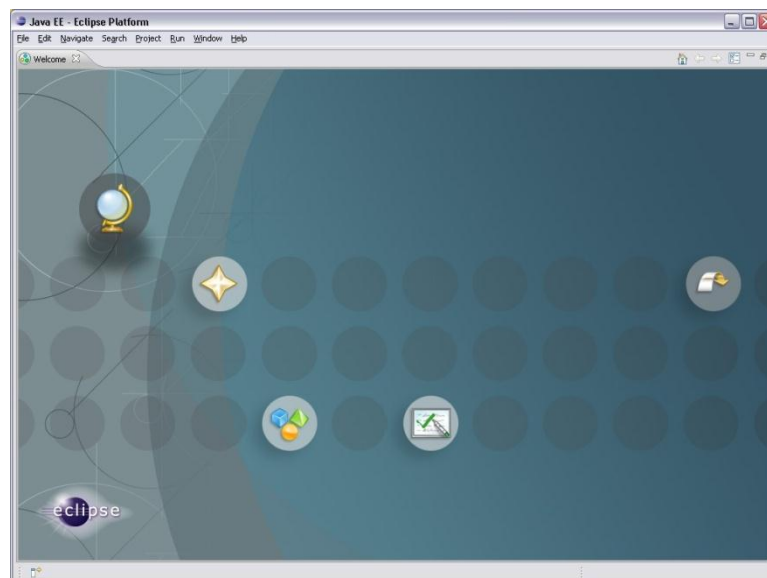 Java EE - Eclipse Platform
File Edit Navigate Search Project Run Window Help
Welcome
eclipse